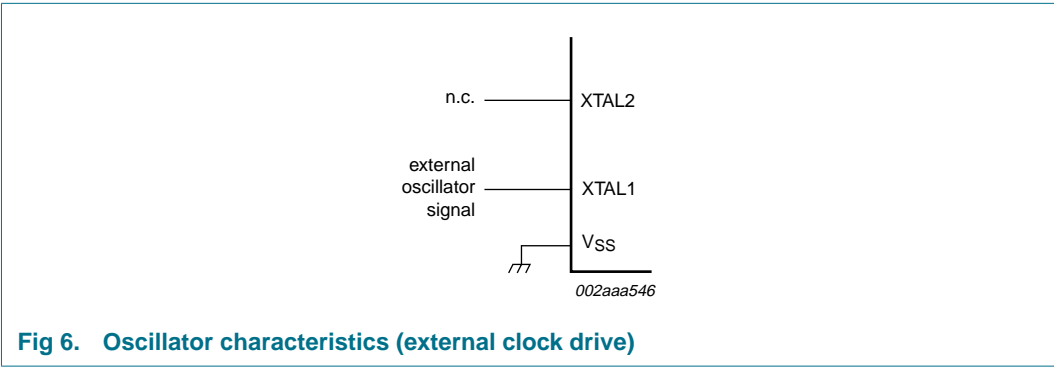 n.c.
XTAL2
external
oscillator
signal
XTAL1
VSS
002aaa546
Fig 6. Oscillator characteristics (external clock drive)